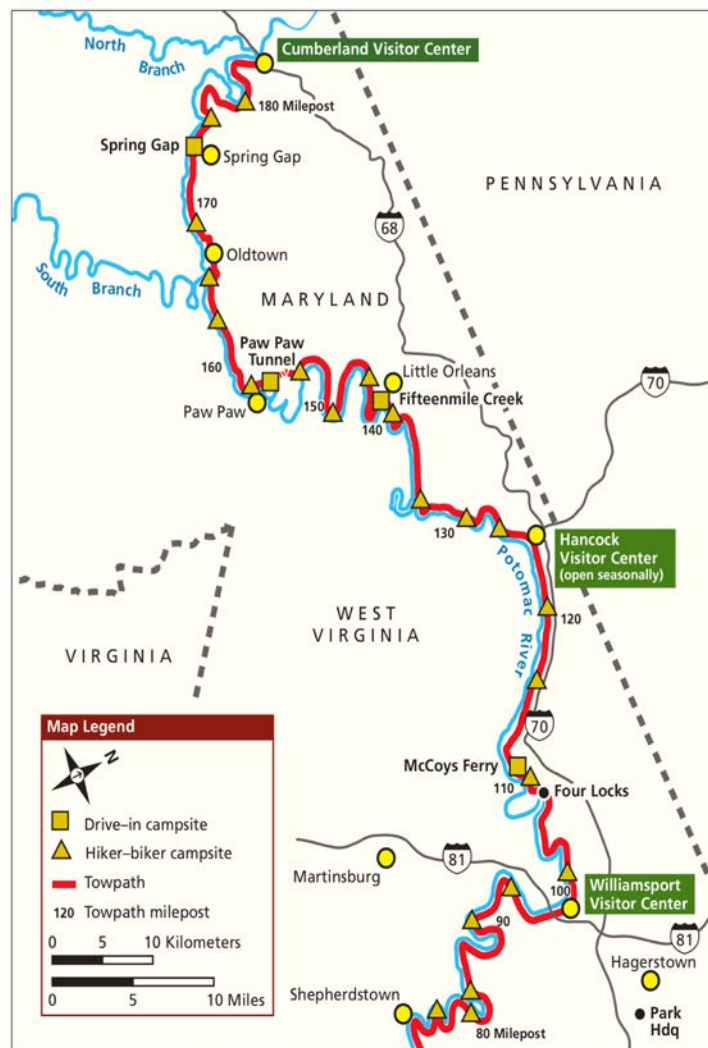 North
Branch
Cumberland Visitor Center
180 Milepost
Spring Gap
Spring Gap
PENNSYLVANIA
170
68
Oldtown
South Branch
MARYLAND
Paw Paw
Tunnel
160
Little Orleans
70
Fifteenmile Creek
150
Paw Paw
140
130
Hancock
Visitor Center
(open seasonally)
Potomac River
120
WEST
VIRGINIA
VIRGINIA
70
Map Legend
N
Drive–in campsite
Hiker–biker campsite
Towpath
120 Towpath milepost
0 5 10 Kilometers
0 5 10 Miles
McCoys Ferry
110
Four Locks
81
Martinsburg
100
Williamsport
Visitor Center
90
81
Hagerstown
Shepherdstown
80 Milepost
Park
Hdq